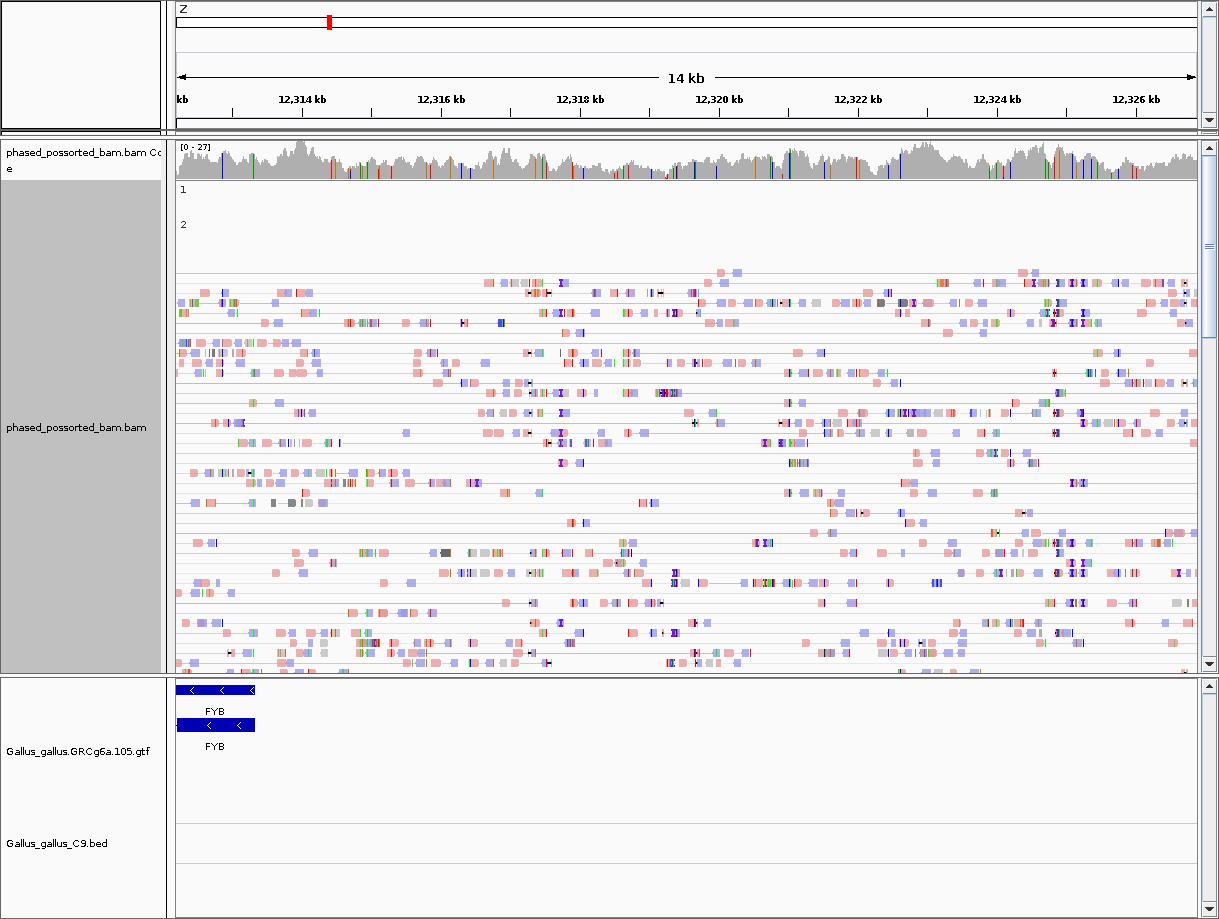 Z
14 kb
kb 12,314 kb 12,316 kb 12,318 kb 12,320 kb 12,322 kb 12,324 kb 12,326 kb
phased_possorted_bam.bam Co
e
[0 - 27]
1
2
phased_possorted_bam.bam
FYB
FYB
Gallus_gallus.GRCg6a.105.gtf
Gallus_gallus_C9.bed